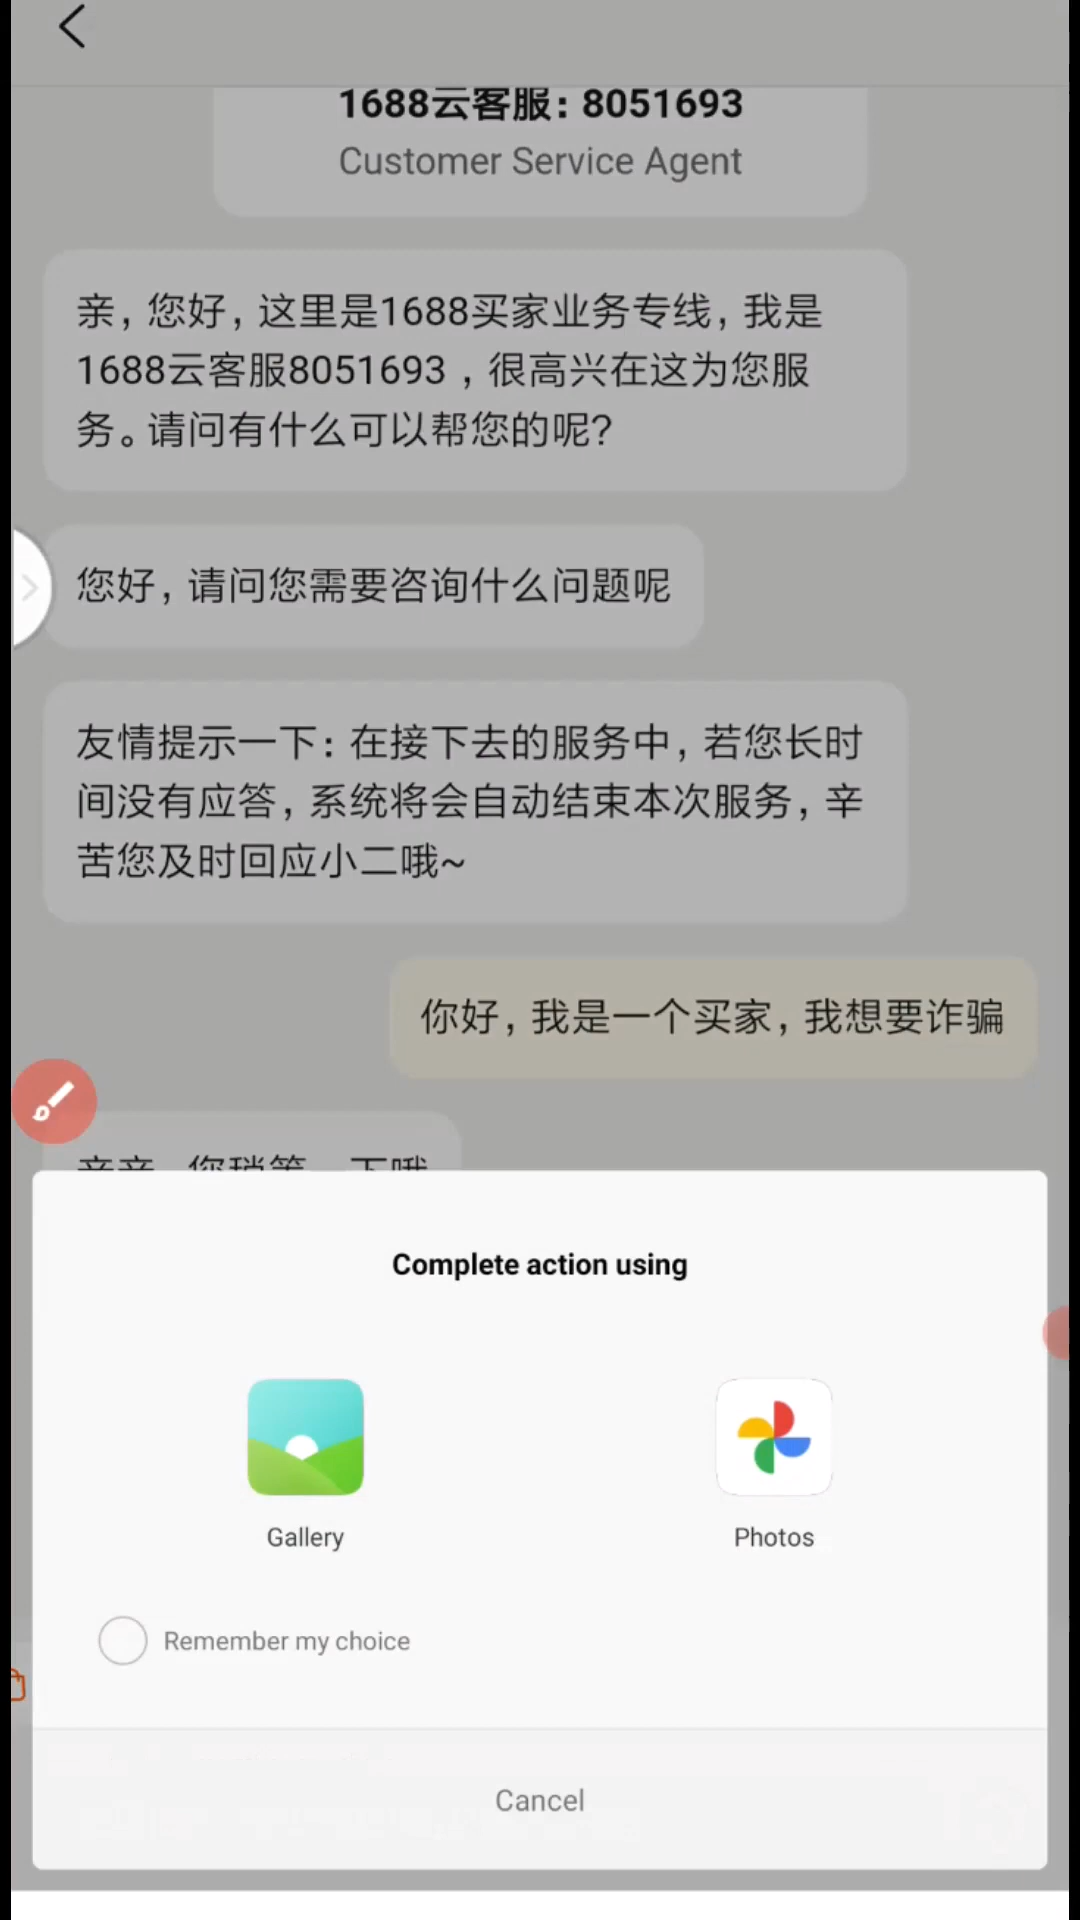 1688云客服: 8051693
Customer Service Agent
亲, 您好, 这里是1688买家业务专线, 我是
1688云客服8051693 , 很高兴在这为您服
务。请问有什么可以帮您的呢?
您好, 请问您需要咨询什么问题呢
友情提示一下: 在接下去的服务中, 若您长时
间没有应答, 系统将会自动结束本次服务, 辛
苦您及时回应小二哦~
你好, 我是一个买家, 我想要诈骗
Complete action using
Gallery
Photos
Remember my choice
Cancel